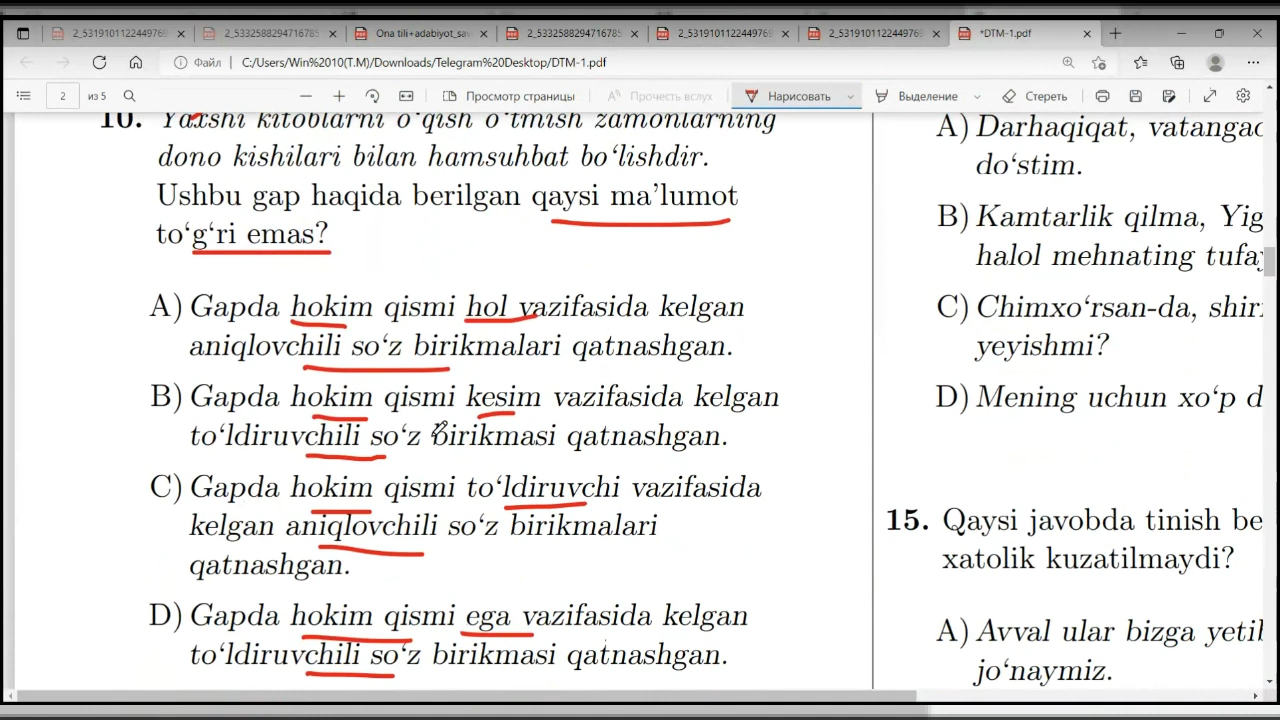 2_5319101122449769
2_5332588294716785
Ona tili+adabiyot_sav
2_5332588294716785
2_5319101122449769
2_5319101122449769
*DTM-1.pdf
Файл
C:/Users/Win%2010(T.M)/Downloads/Telegram%20Desktop/DTM-1.pdf
2 из 5
Просмотр страницы
Прочесть вслух
Нарисовать
Выделение
Стереть
10. Yaxshi kitoblarni o‘qish o‘tmish zamonlarning
dono kishilari bilan hamsuhbat bo‘lishdir.
Ushbu gap haqida berilgan qaysi ma’lumot
to‘g‘ri emas?
A) Gapda hokim qismi hol vazifasida kelgan
aniqlovchili so‘z birikmalari qatnashgan.
B) Gapda hokim qismi kesim vazifasida kelgan
to‘ldiruvchili so‘z birikmasi qatnashgan.
C) Gapda hokim qismi to‘ldiruvchi vazifasida
kelgan aniqlovchili so‘z birikmalari
qatnashgan.
D) Gapda hokim qismi ega vazifasida kelgan
to‘ldiruvchili so‘z birikmasi qatnashgan.
A) Darhaqiqat,
do‘stim.
B) Kamtarlik qilma,
halol mehnating
C) Chimxo‘rsan-da,
yeyishmi?
D) Mening uchun xo‘p
15. Qaysi javobda tinish
xatolik kuzatilmaydi?
A) Avval ular bizga
jo‘naymiz.